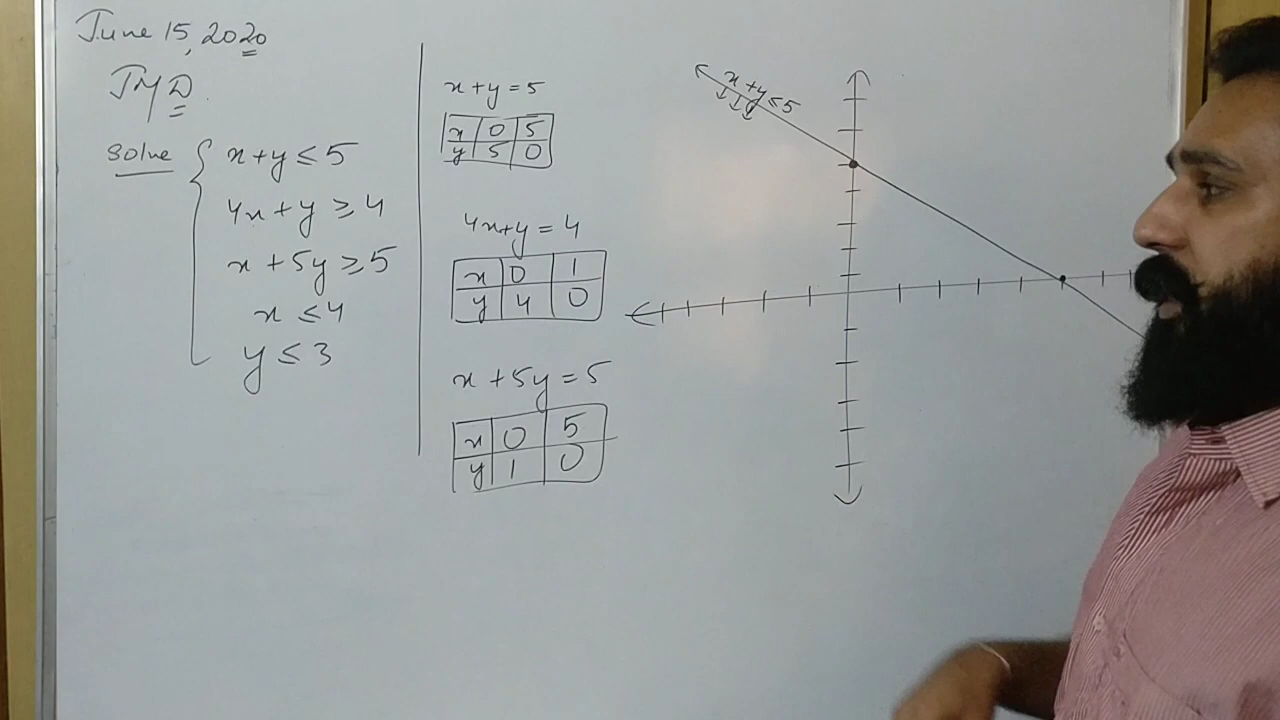 June 15, 2020
JMD.
Solve
x+y ≤ 5
4x+y ≥ 4
x + 5y ≥ 5
x ≤ 4
y ≤ 3
x+y = 5
x 0 5
y 5 0
4x+y = 4
x 0 1
y 4 0
x + 5y = 5
x 0 5
y 1 0
x+y ≤ 5